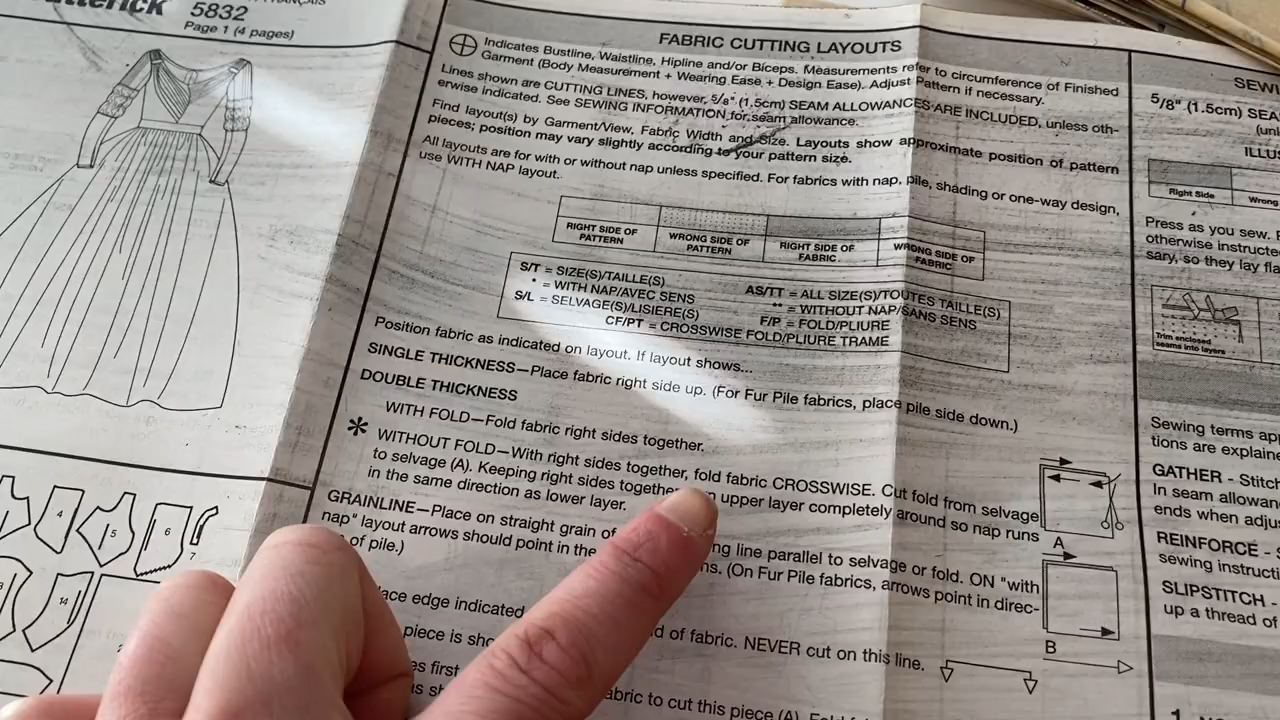 5832
Page 1 (4 pages)
4
5
6
7
14
FABRIC CUTTING LAYOUTS
Indicates Bustline, Waistline, Hipline and/or Biceps. Measurements refer to circumference of Finished
Garment (Body Measurement + Wearing Ease + Design Ease). Adjust Pattern if necessary.
Lines shown are CUTTING LINES, however, 5/8" (1.5cm) SEAM ALLOWANCES ARE INCLUDED, unless oth-
erwise indicated. See SEWING INFORMATION for seam allowance.
Find layout(s) by Garment/View, Fabric Width and Size. Layouts show approximate position of pattern
pieces; position may vary slightly according to your pattern size.
All layouts are for with or without nap unless specified. For fabrics with nap, pile, shading or one-way design,
use WITH NAP layout.
RIGHT SIDE OF PATTERN
WRONG SIDE OF PATTERN
RIGHT SIDE OF FABRIC
WRONG SIDE OF FABRIC
S/T = SIZE(S)/TAILLE(S)
* = WITH NAP/AVEC SENS
S/L = SELVAGE(S)/LISIERE(S)
AS/TT = ALL SIZE(S)/TOUTES TAILLE(S)
** = WITHOUT NAP/SANS SENS
F/P = FOLD/PLIURE
CF/PT = CROSSWISE FOLD/PLIURE TRAME
Position fabric as indicated on layout. If layout shows...
SINGLE THICKNESS—Place fabric right side up. (For Fur Pile fabrics, place pile side down.)
DOUBLE THICKNESS
WITH FOLD—Fold fabric right sides together.
* WITHOUT FOLD—With right sides together, fold fabric CROSSWISE. Cut fold from selvage
to selvage (A). Keeping right sides together upper layer completely around so nap runs
in the same direction as lower layer.
GRAINLINE—Place on straight grain of line parallel to selvage or fold. ON "with
nap" layout arrows should point in the (On Fur Pile fabrics, arrows point in direc-
of pile.)
edge indicated of fabric. NEVER cut on this line.
piece is
first
to cut this piece (A).
A
B
5/8" (1.5cm)
Right Side
Wrong
Press as you sew.
otherwise
sary, so they lay
Trim enclosed
seams into layers
Sewing terms
tions are
GATHER -
In seam
ends when
REINFORCE -
sewing
SLIPSTITCH -
up a thread of
1.